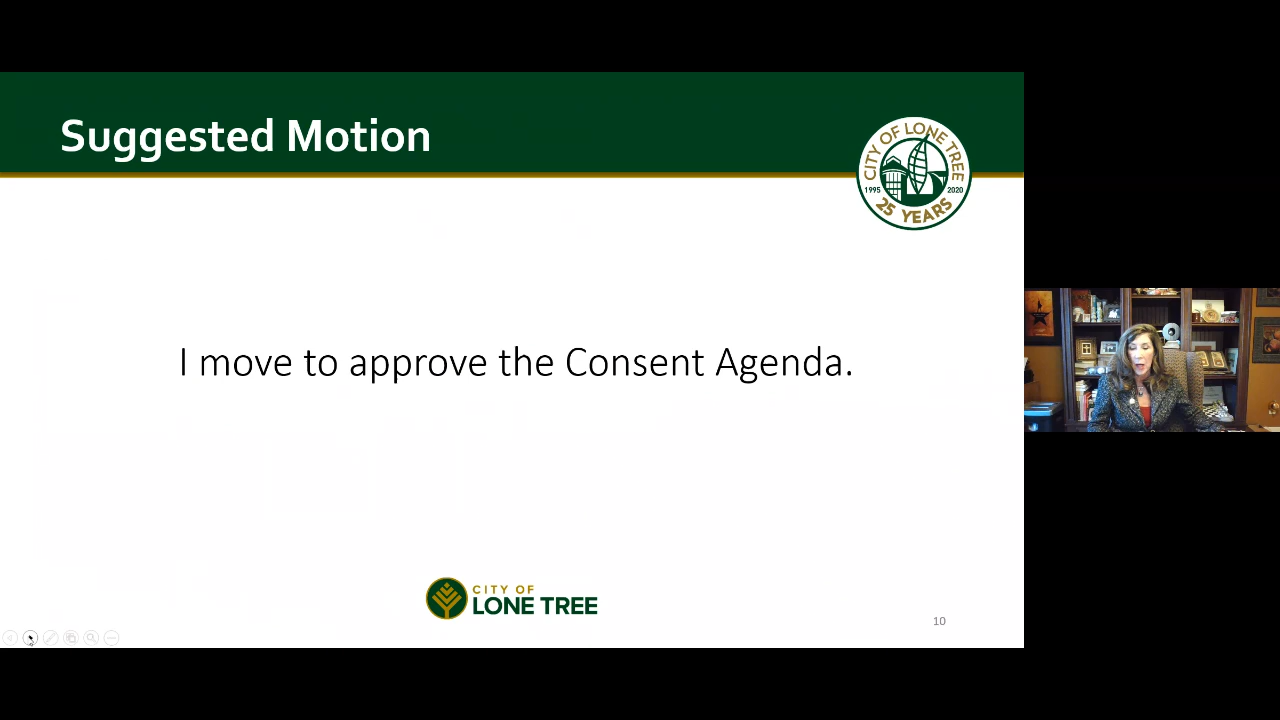 Suggested Motion
CITY OF LONE TREE
1995 2020
25 YEARS
I move to approve the Consent Agenda.
CITY OF
LONE TREE
10